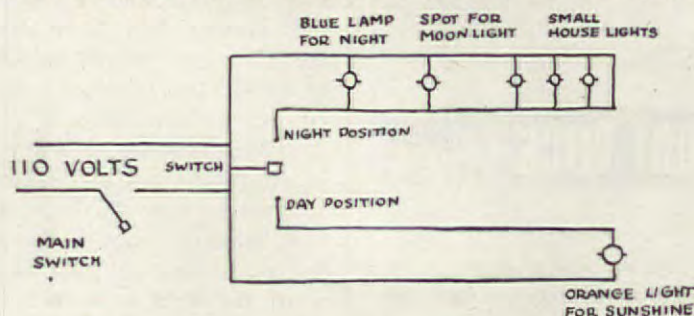 BLUE LAMP
FOR NIGHT
SPOT FOR
MOON LIGHT
SMALL
HOUSE LIGHTS
NIGHT POSITION
110 VOLTS
SWITCH
DAY POSITION
MAIN
SWITCH
ORANGE LIGHT
FOR SUNSHINE